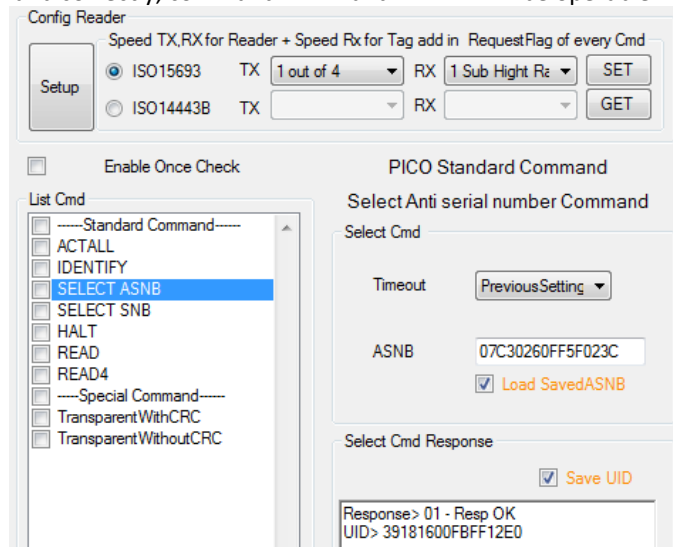 Config Reader
Speed TX,RX for Reader + Speed Rx for Tag add in RequestFlag of every Cmd
Setup
ISO15693 TX 1 out of 4 RX 1 Sub Hight Ra SET
ISO14443B TX RX GET
Enable Once Check
PICO Standard Command
Select Anti serial number Command
List Cmd
------Standard Command------
ACTALL
IDENTIFY
SELECT ASNB
SELECT SNB
HALT
READ
READ4
-----Special Command------
TransparentWithCRC
TransparentWithoutCRC
Select Cmd
Timeout PreviousSetting
ASNB 07C30260FF5F023C
Load SavedASNB
Select Cmd Response
Save UID
Response> 01 - Resp OK
UID> 39181600FBFF12E0